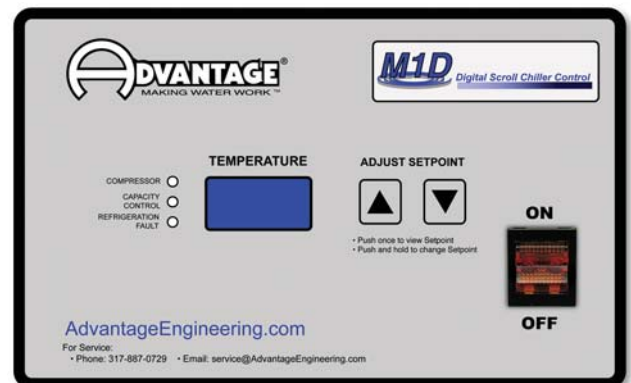 ADVANTAGE®
MAKING WATER WORK ™
M1D Digital Scroll Chiller Control
TEMPERATURE
COMPRESSOR
CAPACITY
CONTROL
REFRIGERATION
FAULT
ADJUST SETPOINT
• Push once to view Setpoint
• Push and hold to change Setpoint
ON
OFF
AdvantageEngineering.com
For Service:
• Phone: 317-887-0729 • Email: service@AdvantageEngineering.com